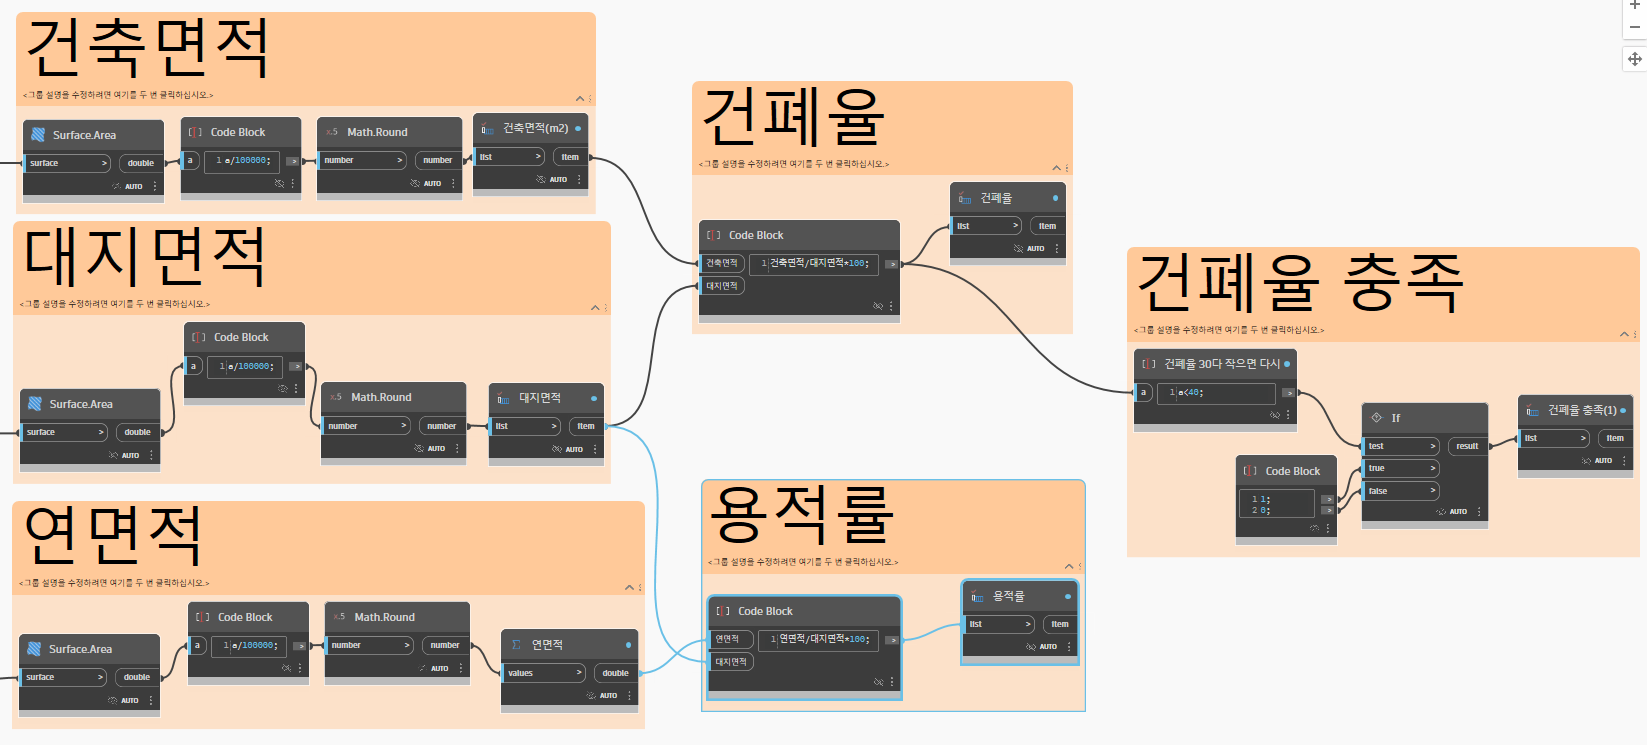 건축면적
<그룹 설명을 수정하려면 여기를 두 번 클릭하십시오.>
Surface.Area
surface > double
AUTO
Code Block
a 1 a/100000; >
Math.Round
number > number
AUTO
건축면적(m2)
list > item
AUTO
대지면적
<그룹 설명을 수정하려면 여기를 두 번 클릭하십시오.>
Surface.Area
surface > double
AUTO
Code Block
a 1 a/100000; >
Math.Round
number > number
AUTO
대지면적
list > item
AUTO
연면적
<그룹 설명을 수정하려면 여기를 두 번 클릭하십시오.>
Surface.Area
surface > double
AUTO
Code Block
a 1 a/100000; >
Math.Round
number > number
AUTO
연면적
values > double
AUTO
건폐율
<그룹 설명을 수정하려면 여기를 두 번 클릭하십시오.>
Code Block
건축면적 1 건축면적/대지면적*100; >
대지면적
건폐율
list > item
AUTO
용적률
<그룹 설명을 수정하려면 여기를 두 번 클릭하십시오.>
Code Block
연면적 1 연면적/대지면적*100; >
대지면적
용적률
list > item
AUTO
건폐율 충족
<그룹 설명을 수정하려면 여기를 두 번 클릭하십시오.>
건폐율 30다 작으면 다시
a 1 a<40; >
Code Block
1 1; >
2 0; >
If
test > result
true >
false >
AUTO
건폐율 충족(1)
list > item
AUTO